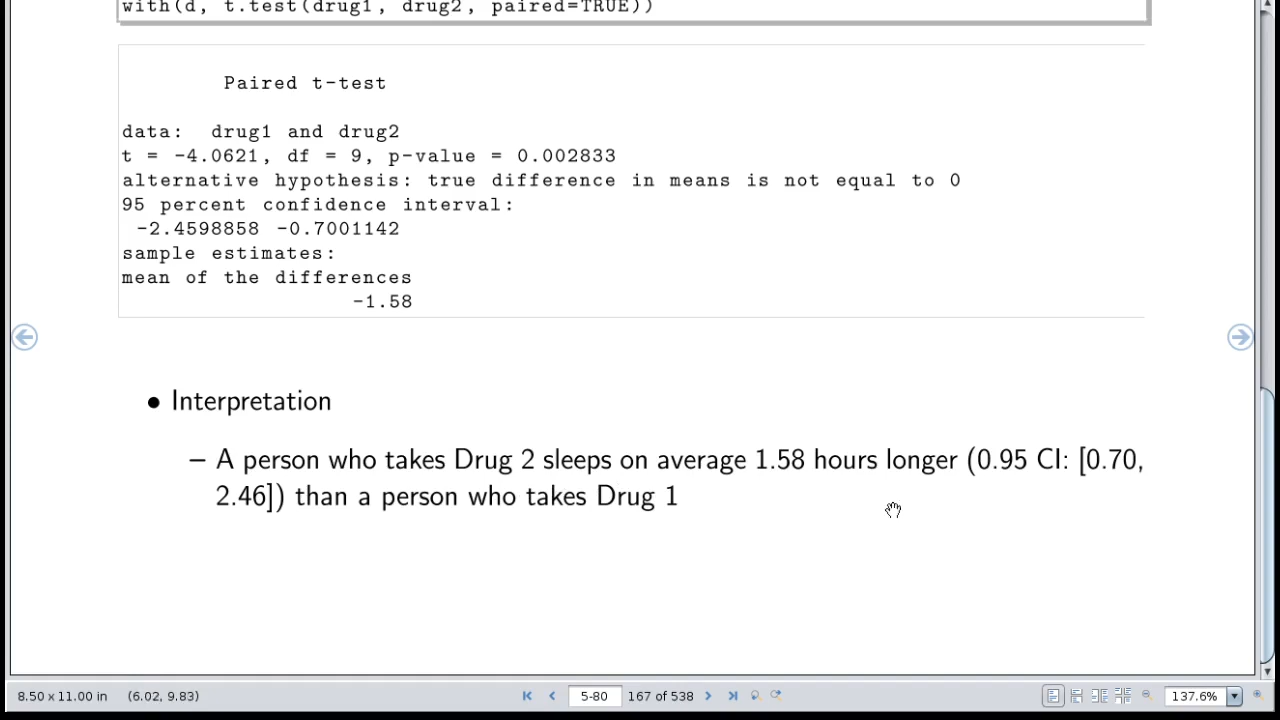 with(d, t.test(drug1, drug2, paired=TRUE))
Paired t-test
data:  drug1 and drug2
t = -4.0621, df = 9, p-value = 0.002833
alternative hypothesis: true difference in means is not equal to 0
95 percent confidence interval:
-2.4598858 -0.7001142
sample estimates:
mean of the differences
-1.58
• Interpretation
– A person who takes Drug 2 sleeps on average 1.58 hours longer (0.95 CI: [0.70,
2.46]) than a person who takes Drug 1
8.50 x 11.00 in (6.02, 9.83) 5-80 167 of 538 137.6%